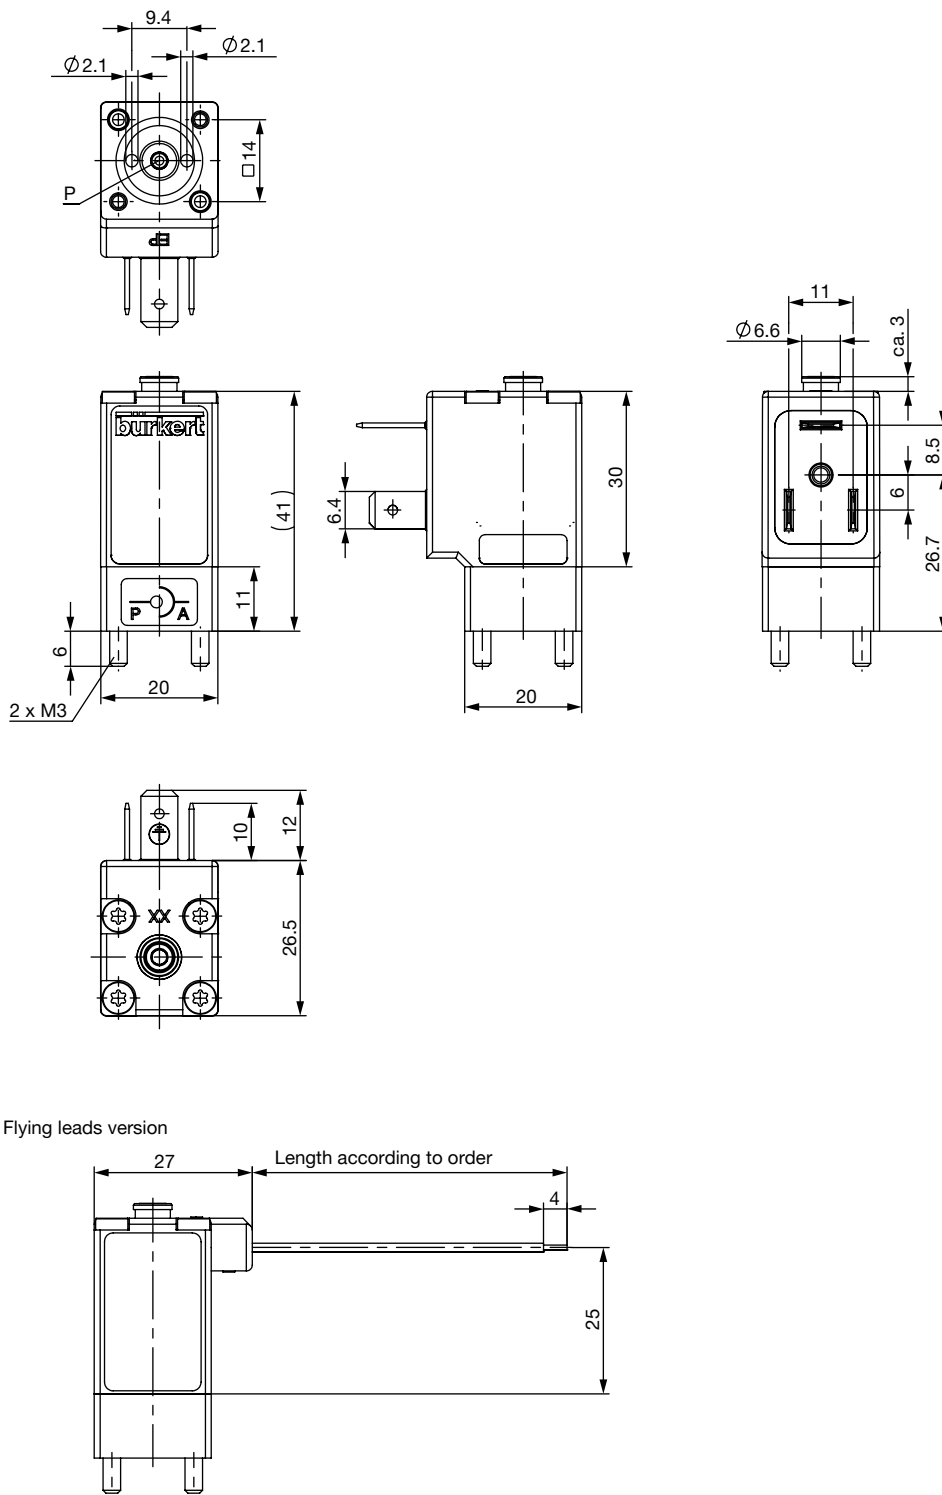 9.4
Ø2.1
Ø2.1
□14
P
11
Ø6.6
ca. 3
bürkert
8.5
(41)
6.4
30
6
26.7
11
P A
6
20
20
2 x M3
10
12
XX
26.5
Flying leads version
27
Length according to order
4
25